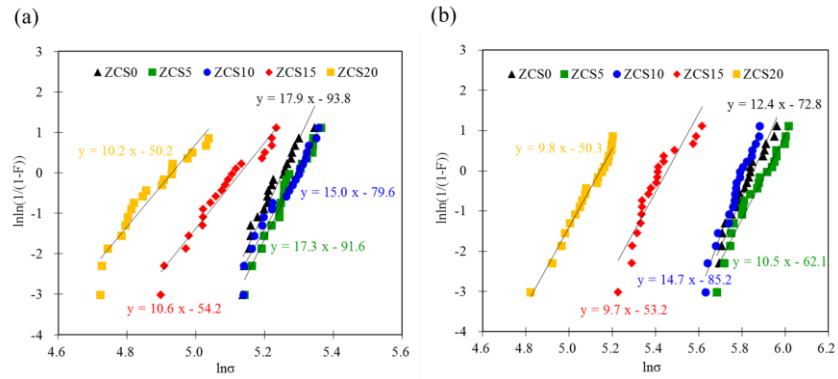 (a)
lnln(1/(1-F))
3
2
1
0
-1
-2
-3
-4
ZCS0 ZCS5 ZCS10 ZCS15 ZCS20
y = 17.9 x - 93.8
y = 10.2 x - 50.2
y = 15.0 x - 79.6
y = 17.3 x - 91.6
y = 10.6 x - 54.2
4.6 4.8 5.0 5.2 5.4 5.6
lnσ
(b)
lnln(1/(1-F))
3
2
1
0
-1
-2
-3
-4
ZCS0 ZCS5 ZCS10 ZCS15 ZCS20
y = 12.4 x - 72.8
y = 9.8 x - 50.3
y = 10.5 x - 62.1
y = 14.7 x - 85.2
y = 9.7 x - 53.2
4.6 4.8 5.0 5.2 5.4 5.6 5.8 6.0 6.2
lnσ